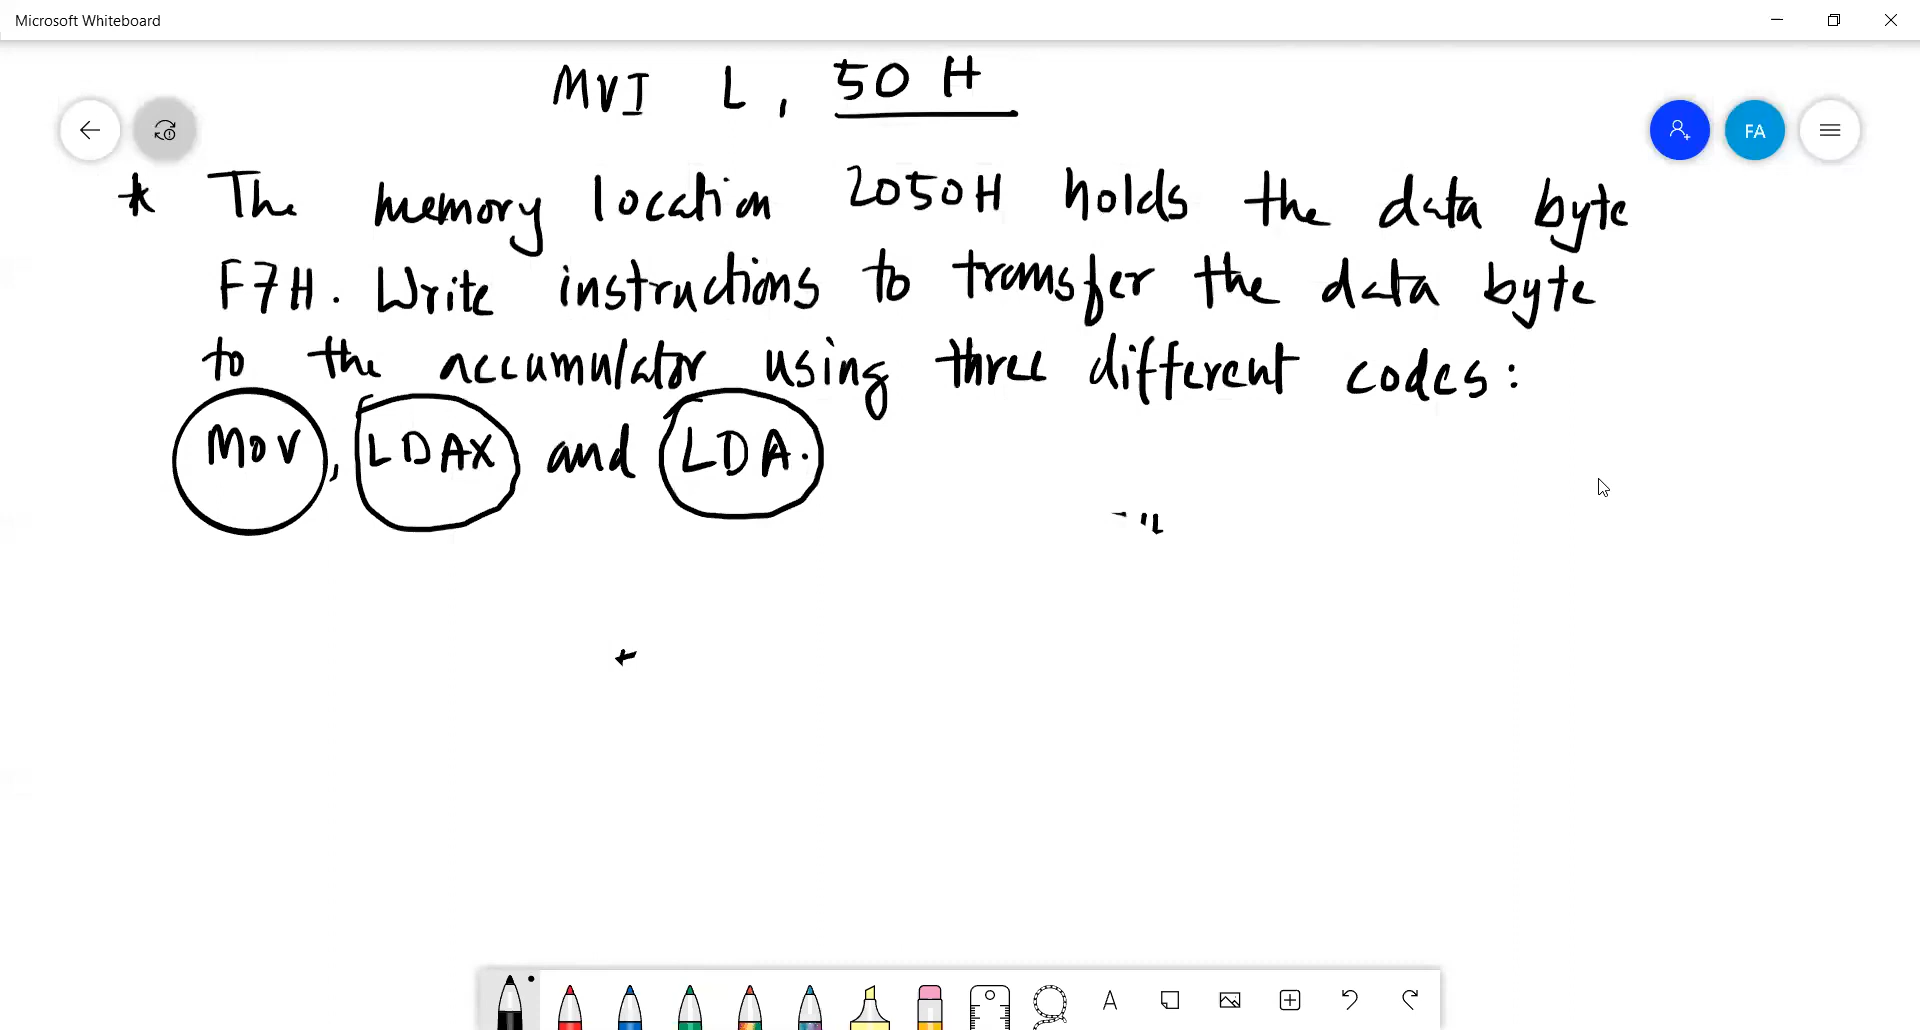 Microsoft Whiteboard
MVI L, 50 H
FA
* The memory location 2050H holds the data byte
F7H. Write instructions to transfer the data byte
to the accumulator using three different codes:
MOV, LDAX and LDA.
A